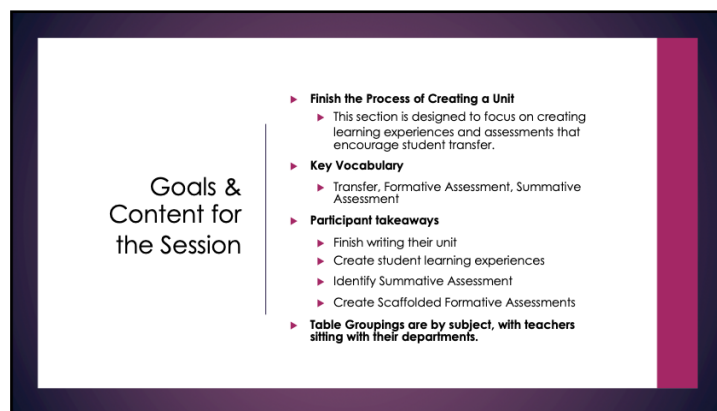 Goals &
Content for
the Session
Finish the Process of Creating a Unit
This section is designed to focus on creating
learning experiences and assessments that
encourage student transfer.
Key Vocabulary
Transfer, Formative Assessment, Summative
Assessment
Participant takeaways
Finish writing their unit
Create student learning experiences
Identify Summative Assessment
Create Scaffolded Formative Assessments
Table Groupings are by subject, with teachers
sitting with their departments.